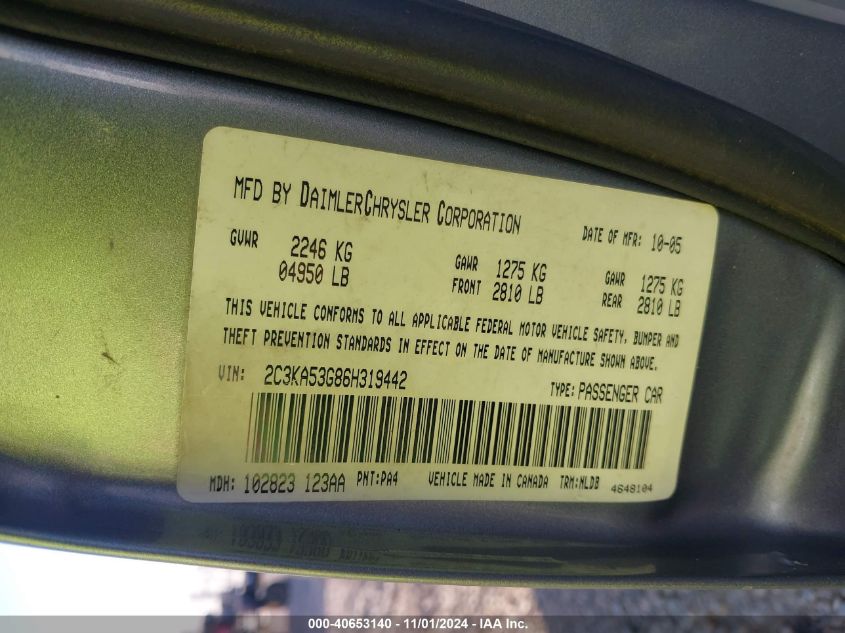 MFD BY DAIMLERCHRYSLER CORPORATION
DATE OF MFR: 10-05
GVWR 2246 KG
04950 LB
GAWR FRONT 1275 KG
2810 LB
GAWR REAR 1275 KG
2810 LB
THIS VEHICLE CONFORMS TO ALL APPLICABLE FEDERAL MOTOR VEHICLE SAFETY, BUMPER AND
THEFT PREVENTION STANDARDS IN EFFECT ON THE DATE OF MANUFACTURE SHOWN ABOVE.
VIN: 2C3KA53G86H319442
TYPE: PASSENGER CAR
MDH: 102823 123AA PNT:PA4 VEHICLE MADE IN CANADA TRM:NLDB
4648104
000-40653140 - 11/01/2024 - IAA Inc.